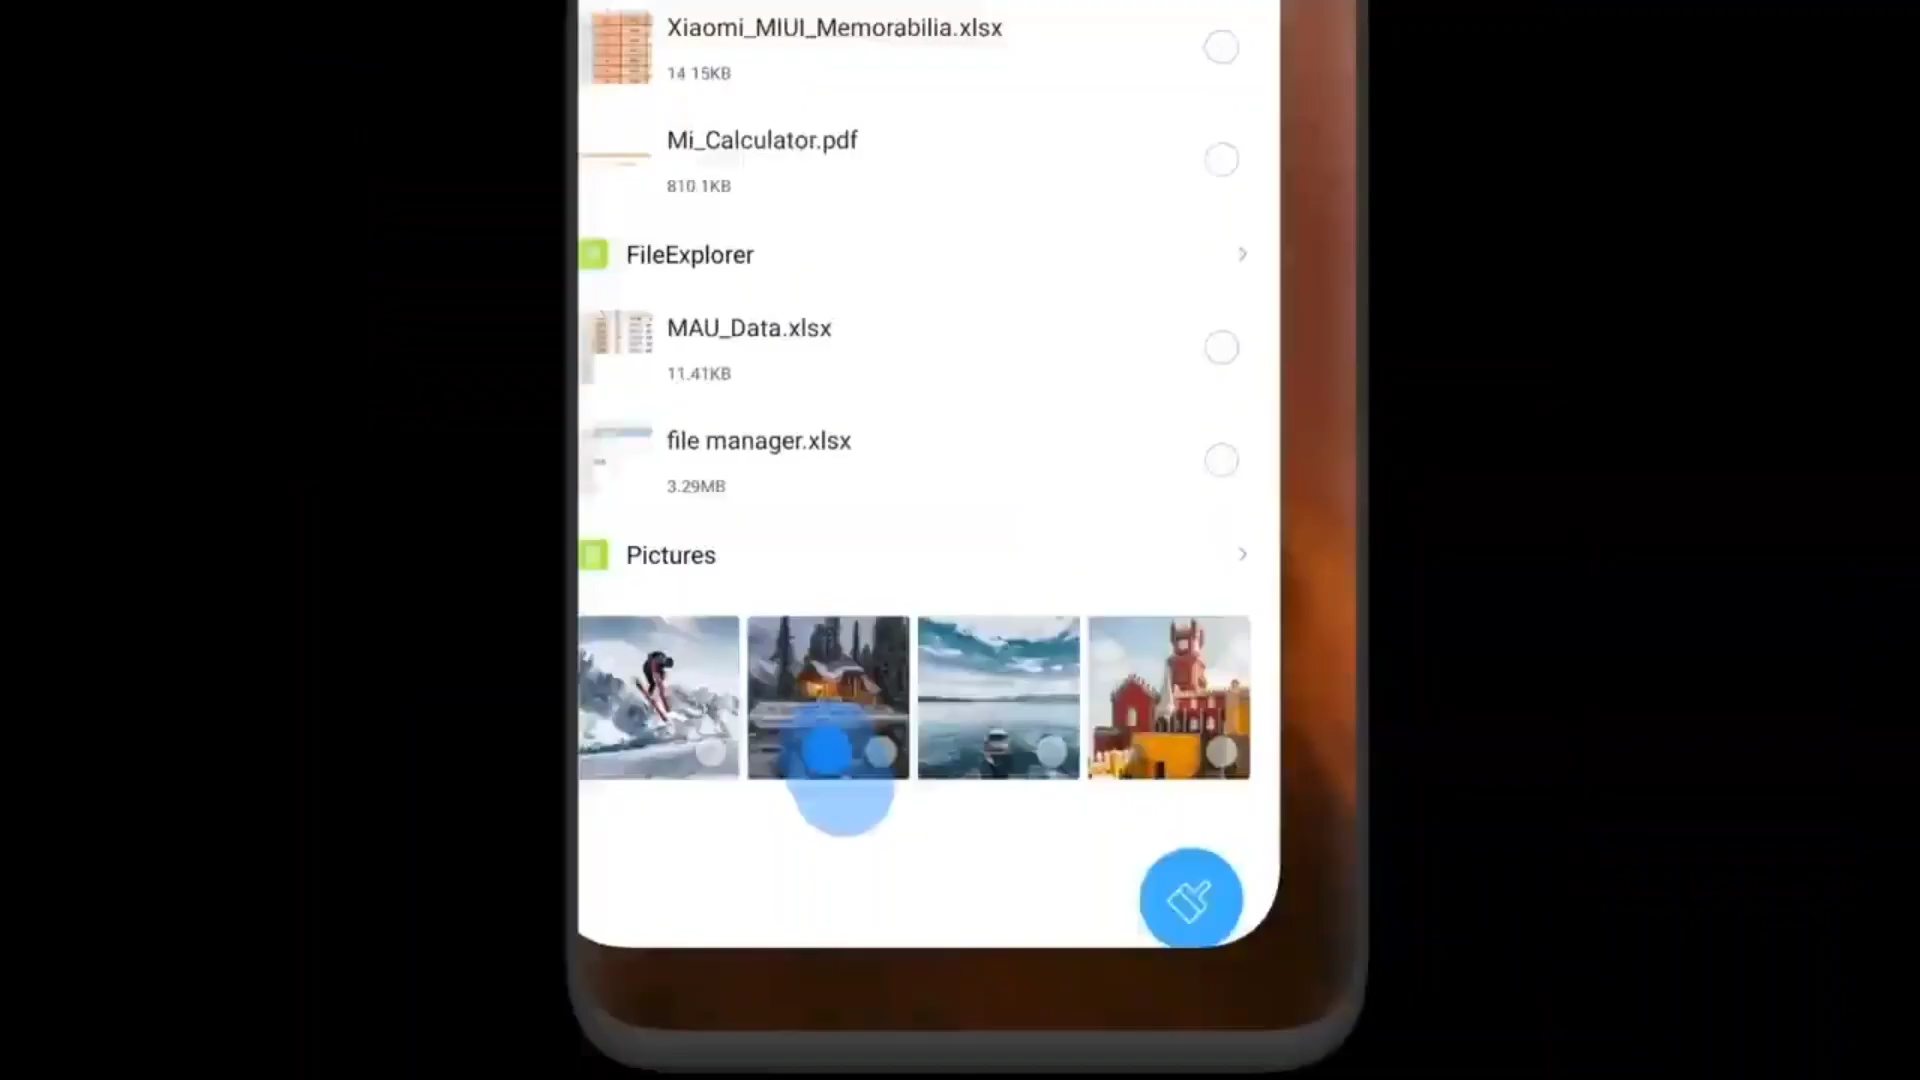 Xiaomi_MIUI_Memorabilia.xlsx
14 15KB
Mi_Calculator.pdf
810.1KB
FileExplorer
MAU_Data.xlsx
11.41KB
file manager.xlsx
3.29MB
Pictures